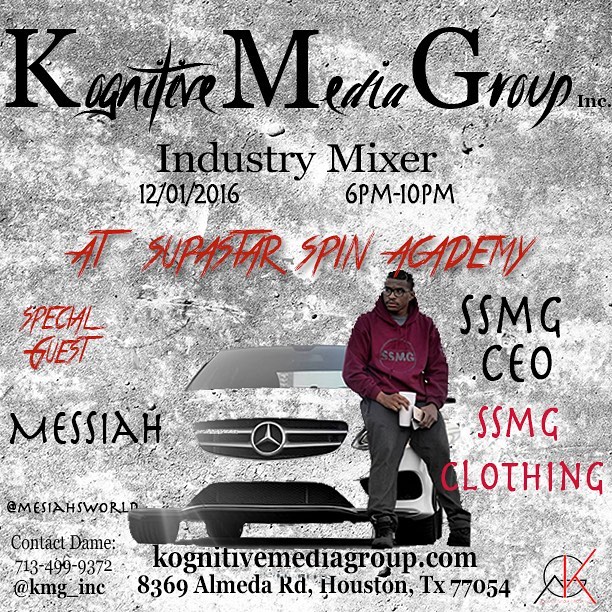 Kognitive Media Group Inc.
Industry Mixer
12/01/2016 6PM-10PM
AT SUPASTAR SPIN ACADEMY
SPECIAL GUEST
MESSIAH
@MESIAHSWORLD
SSMG
SSMG
CEO
SSMG
CLOTHING
Contact Dame:
713-499-9372
@kmg_inc
kognitivemediagroup.com
8369 Almeda Rd, Houston, Tx 77054